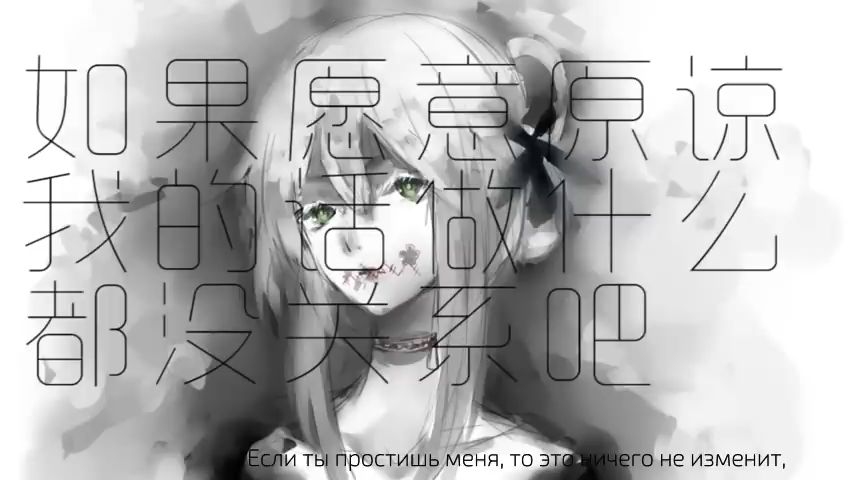 如果愿意原谅
我的话做什么
都没关系吧
Если ты простишь меня, то это ничего не изменит,